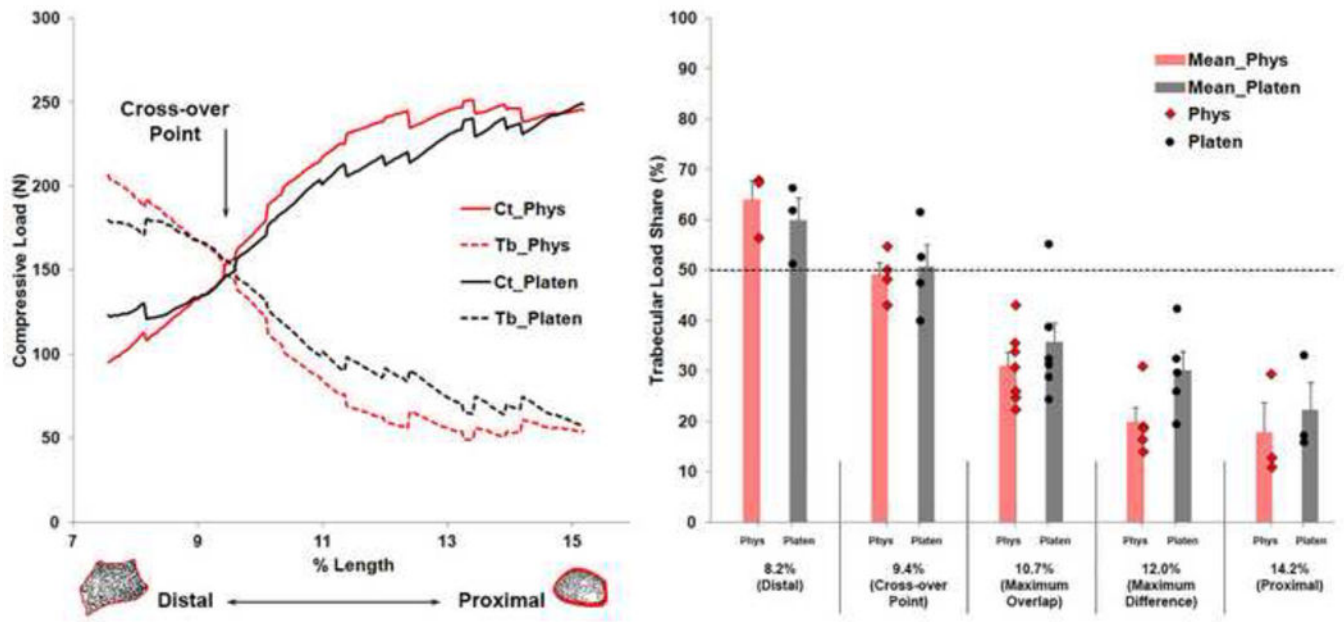 300
250
200
150
100
50
0
Compressive Load (N)
Cross-over
Point
Ct_Phys
Tb_Phys
Ct_Platen
Tb_Platen
7
9
11
13
15
% Length
Distal
Proximal
100
90
80
70
60
50
40
30
20
10
0
Trabecular Load Share (%)
Mean_Phys
Mean_Platen
Phys
Platen
Phys Platen Phys Platen Phys Platen Phys Platen Phys Platen
8.2%
(Distal)
9.4%
(Cross-over
Point)
10.7%
(Maximum
Overlap)
12.0%
(Maximum
Difference)
14.2%
(Proximal)